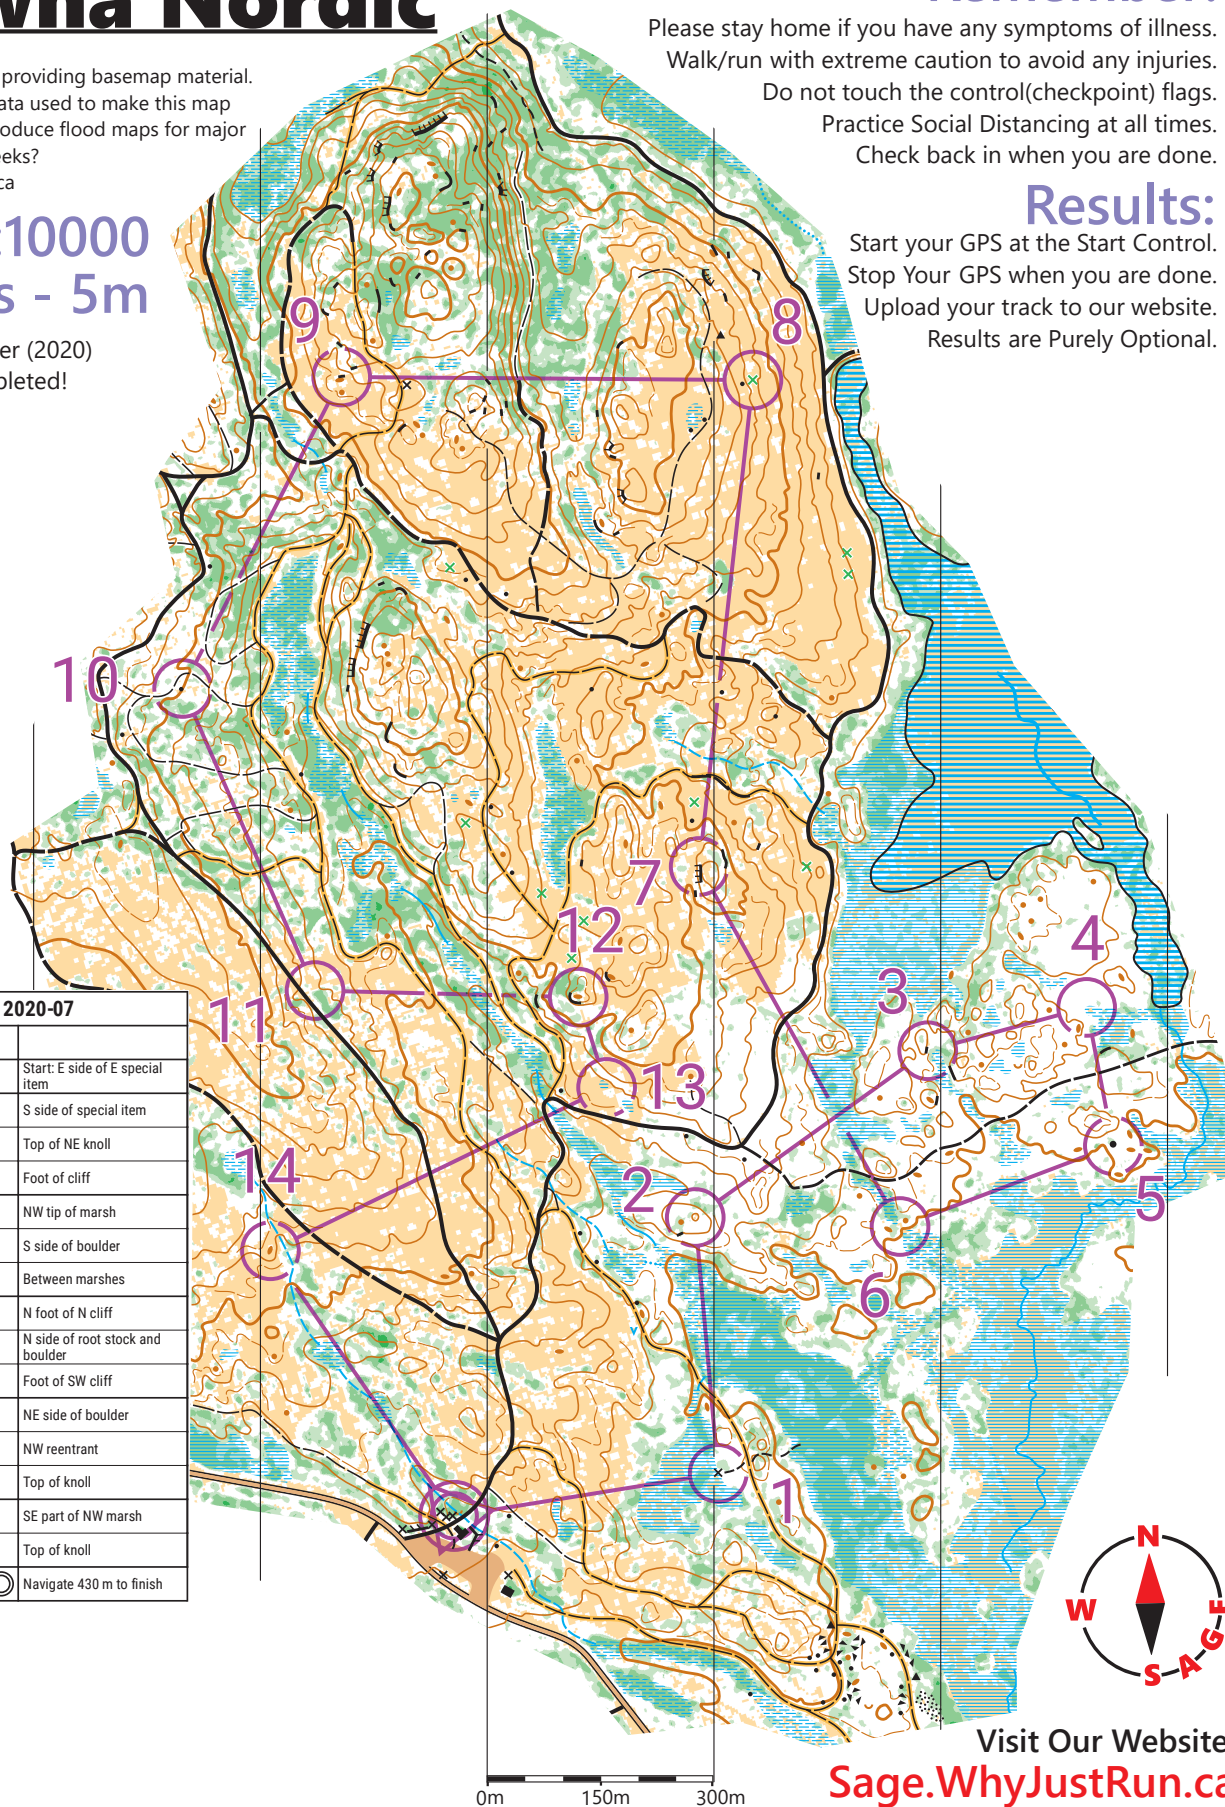 Nordic
providing basemap material.
ata used to make this map
oduce flood maps for major
eeks?
ca
:10000
s - 5m
er (2020)
pleted!
Remember:
Please stay home if you have any symptoms of illness.
Walk/run with extreme caution to avoid any injuries.
Do not touch the control(checkpoint) flags.
Practice Social Distancing at all times.
Check back in when you are done.
Results:
Start your GPS at the Start Control.
Stop Your GPS when you are done.
Upload your track to our website.
Results are Purely Optional.
9
8
10
7
12
4
3
11
13
14
2
5
6
1
2020-07
Start: E side of E special
item
S side of special item
Top of NE knoll
Foot of cliff
NW tip of marsh
S side of boulder
Between marshes
N foot of N cliff
N side of root stock and
boulder
Foot of SW cliff
NE side of boulder
NW reentrant
Top of knoll
SE part of NW marsh
Top of knoll
Navigate 430 m to finish
N
W
E
S
SAGE
0m 150m 300m
Visit Our Website
Sage.WhyJustRun.ca